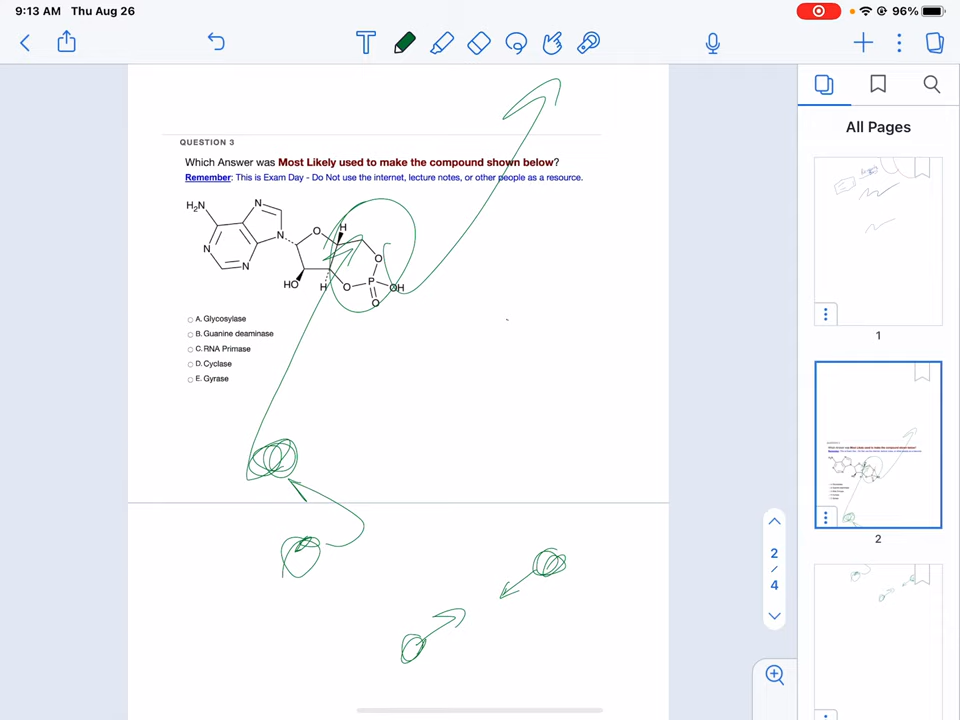 9:13 AM Thu Aug 26
96%
T
All Pages
QUESTION 3
Which Answer was Most Likely used to make the compound shown below?
Remember: This is Exam Day - Do Not use the internet, lecture notes, or other people as a resource.
H2N
N
N
N
N
O
H
O
HO
H
O
P
OH
O
A. Glycosylase
B. Guanine deaminase
C. RNA Primase
D. Cyclase
E. Gyrase
1
2
2
/
4
3